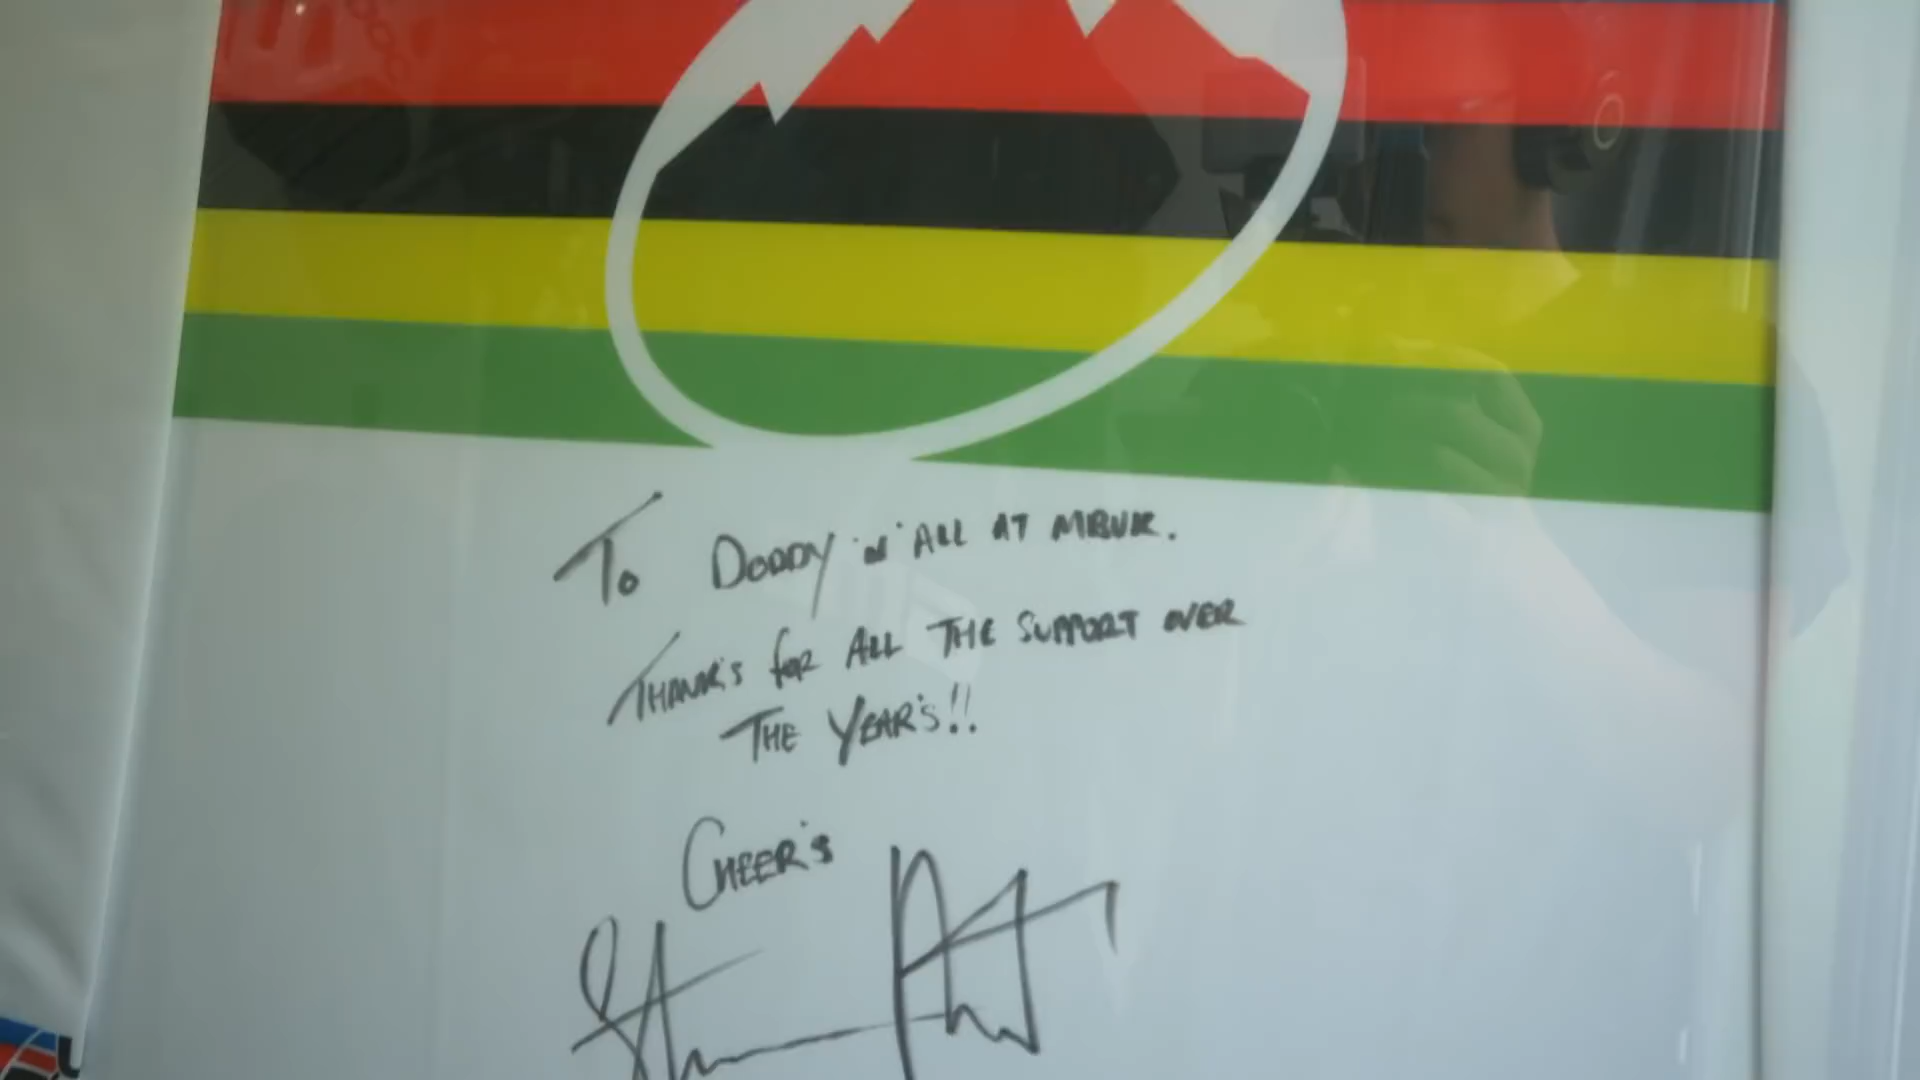 To DODDY 'n' ALL AT MBUK.
THANK'S for ALL THE SUPPORT OVER
THE YEAR'S!!
CHEER'S